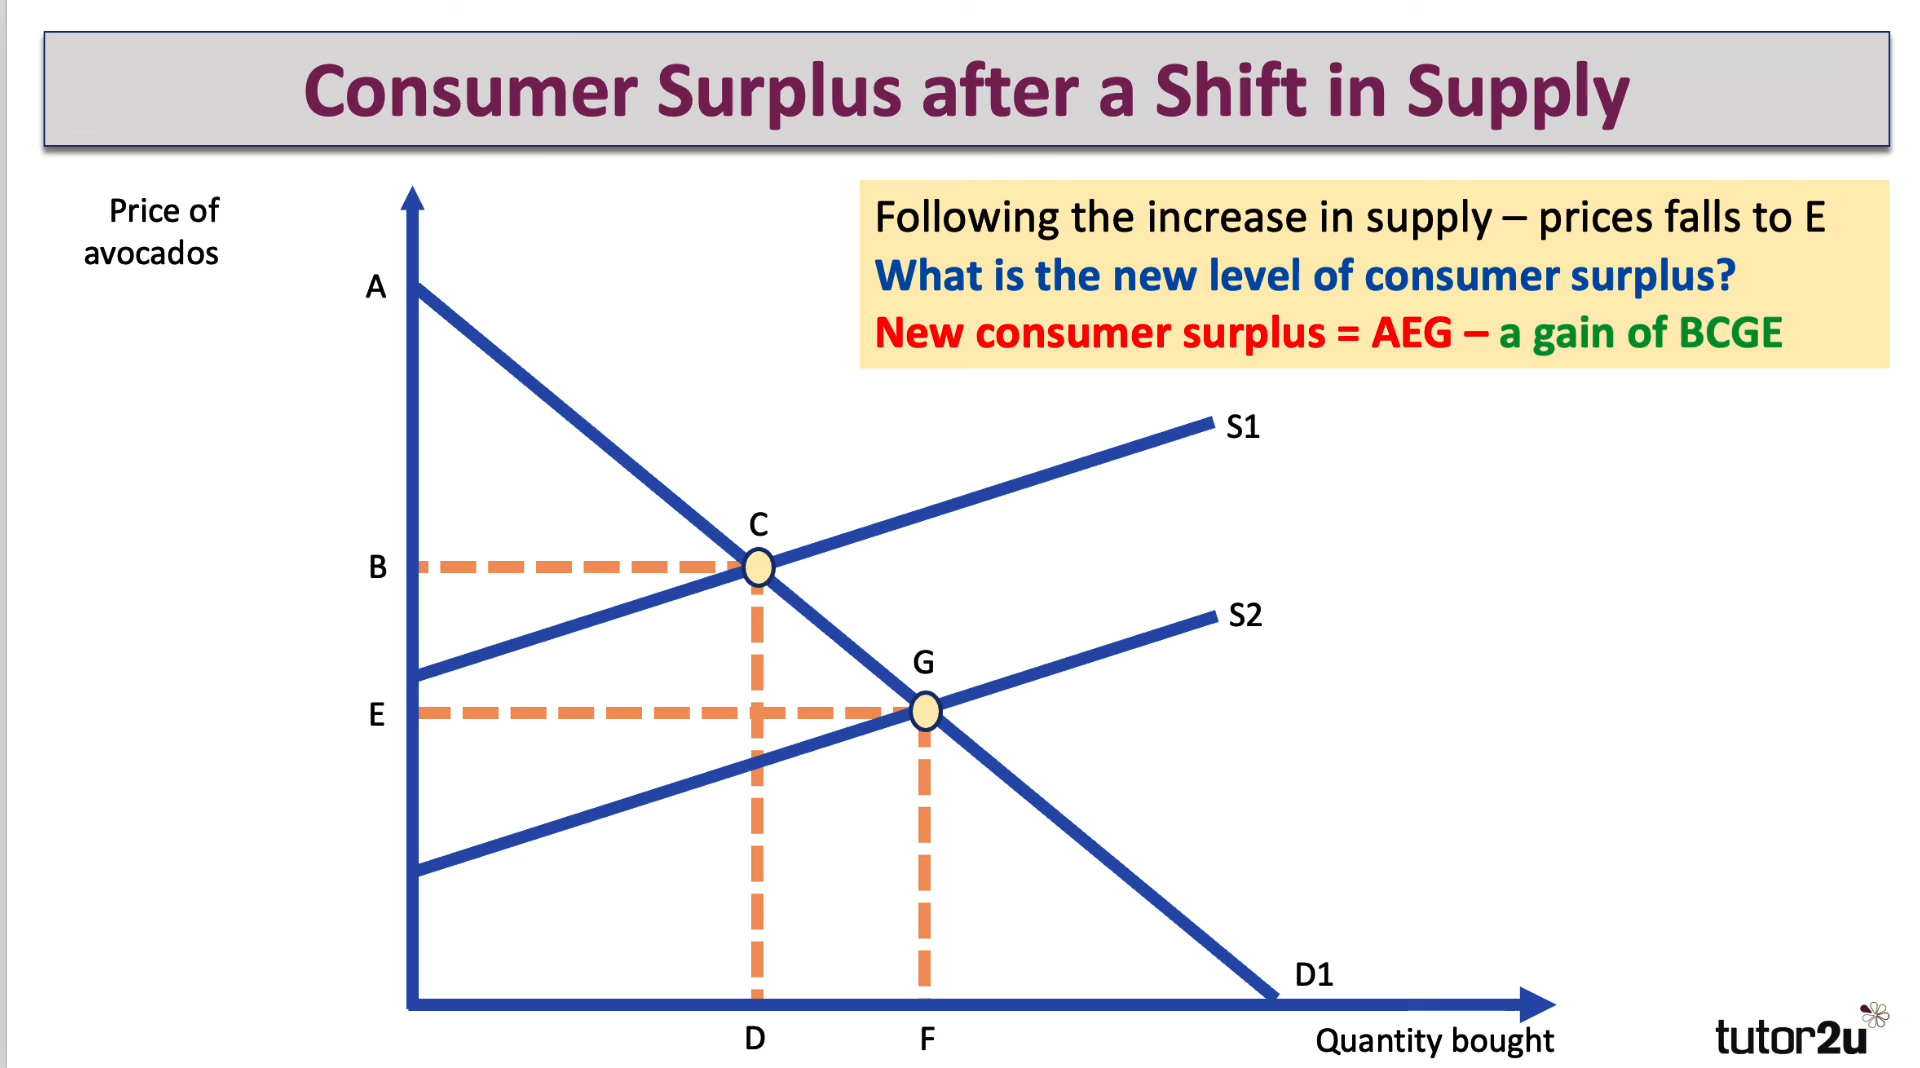 Consumer Surplus after a Shift in Supply
Price of
avocados
Following the increase in supply – prices falls to E
What is the new level of consumer surplus?
New consumer surplus = AEG – a gain of BCGE
A
S1
C
B
S2
G
E
D1
D
F
Quantity bought
tutor2u